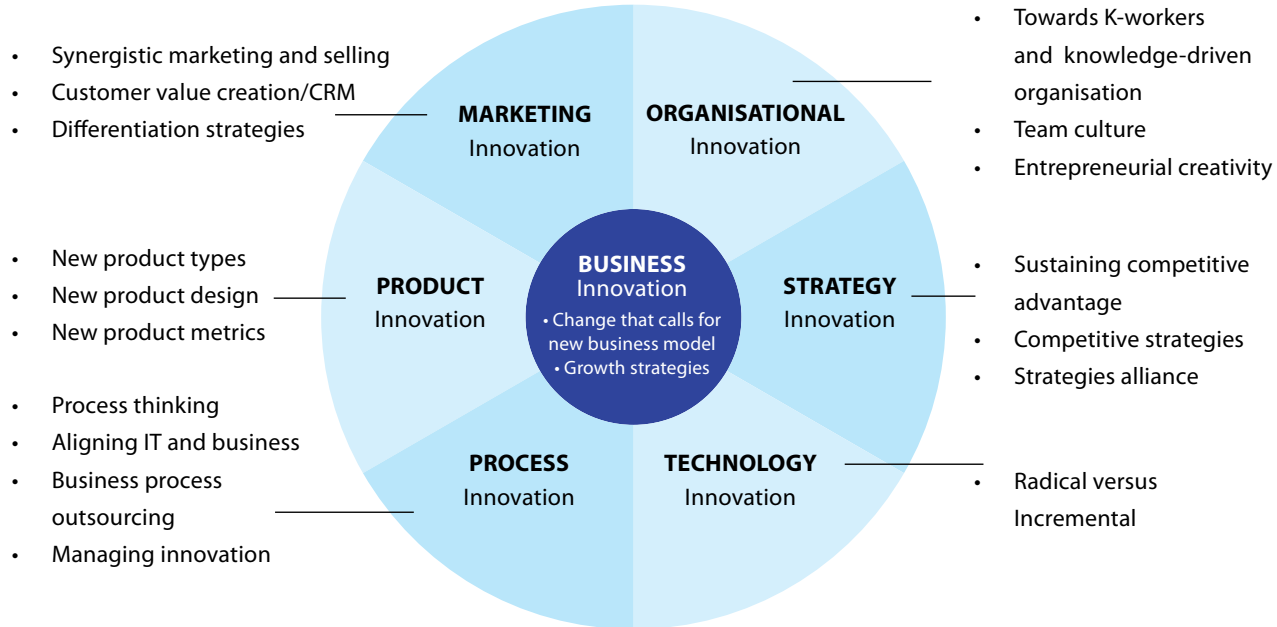 • Synergistic marketing and selling
• Customer value creation/CRM
• Differentiation strategies
MARKETING
Innovation
ORGANISATIONAL
Innovation
• Towards K-workers
and knowledge-driven
organisation
• Team culture
• Entrepreneurial creativity
• New product types
• New product design
• New product metrics
PRODUCT
Innovation
BUSINESS
Innovation
• Change that calls for
new business model
• Growth strategies
STRATEGY
Innovation
• Sustaining competitive
advantage
• Competitive strategies
• Strategies alliance
• Process thinking
• Aligning IT and business
• Business process
outsourcing
• Managing innovation
PROCESS
Innovation
TECHNOLOGY
Innovation
• Radical versus
Incremental